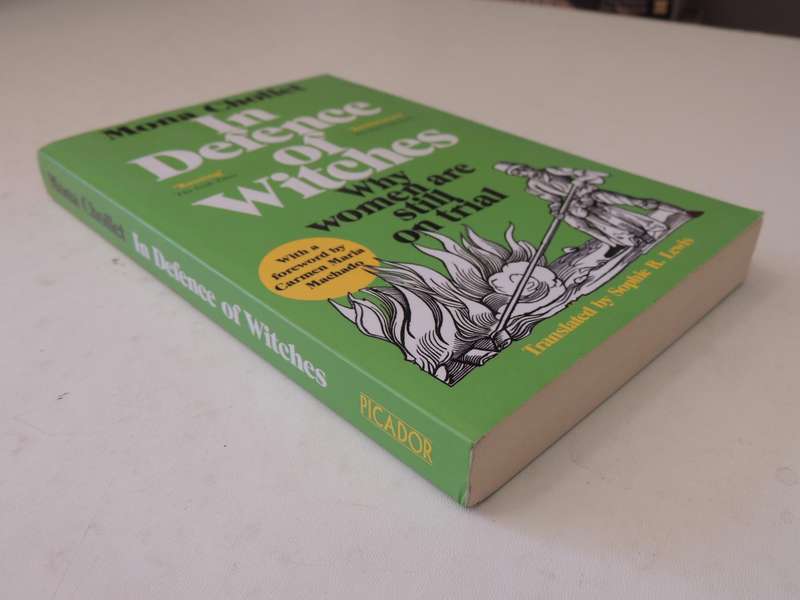 Mona Chollet
In
Defence
of
Witches
Why
women are
still
on trial
With a
foreword by
Carmen Maria
Machado
Translated by Sophie R. Lewis
Mona Chollet In Defence of Witches PICADOR